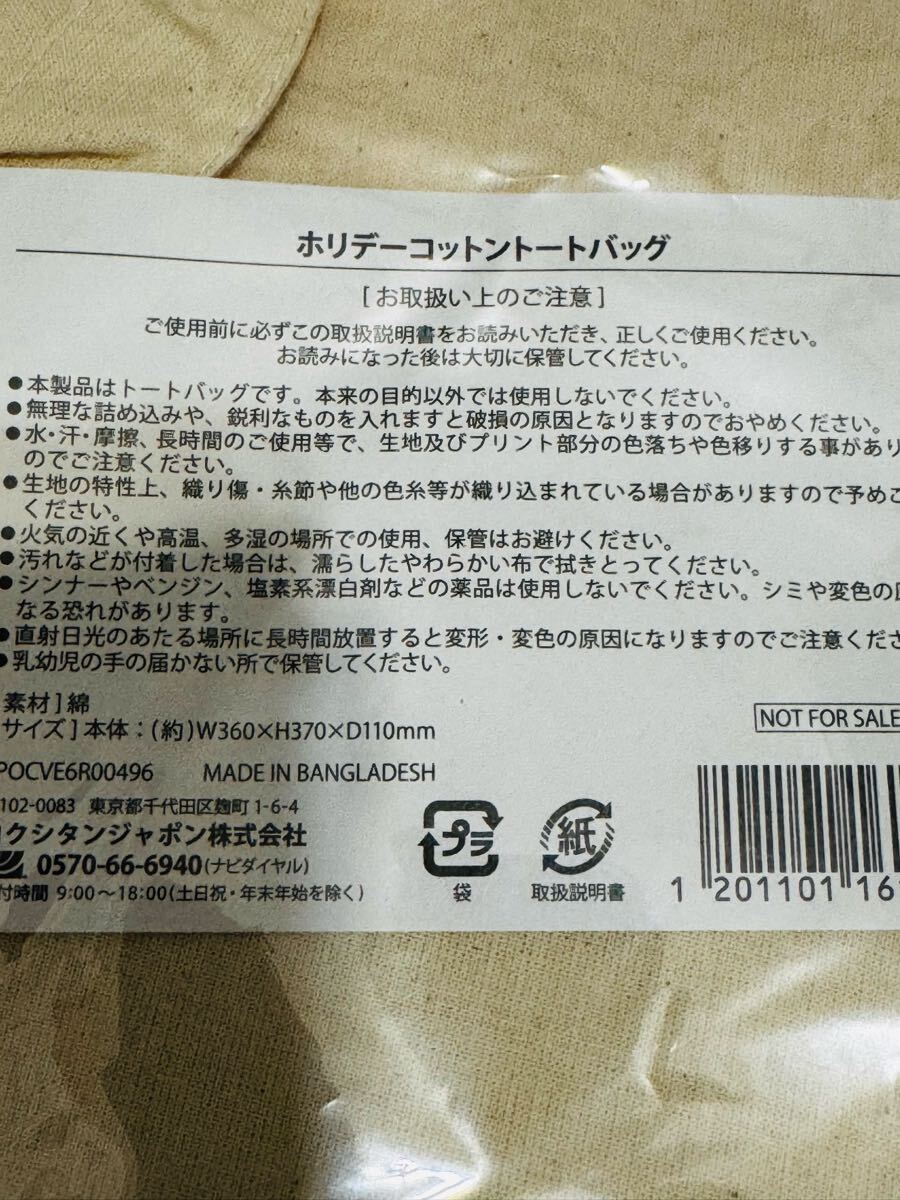 ホリデーコットントートバッグ
[お取扱い上のご注意]
ご使用前に必ずこの取扱説明書をお読みいただき、正しくご使用ください。
お読みになった後は大切に保管してください。
●本製品はトートバッグです。本来の目的以外では使用しないでください。
●無理な詰め込みや、鋭利なものを入れますと破損の原因となりますのでおやめください。
●水・汗・摩擦、長時間のご使用等で、生地及びプリント部分の色落ちや色移りする事があり
のでご注意ください。
●生地の特性上、織り傷・糸節や他の色糸等が織り込まれている場合がありますので予めご
ください。
●火気の近くや高温、多湿の場所での使用、保管はお避けください。
●汚れなどが付着した場合は、濡らしたやわらかい布で拭きとってください。
●シンナーやベンジン、塩素系漂白剤などの薬品は使用しないでください。シミや変色の原
なる恐れがあります。
●直射日光のあたる場所に長時間放置すると変形・変色の原因になりますのでご注意くださ
●乳幼児の手の届かない所で保管してください。
素材]綿
サイズ]本体：(約)W360×H370×D110mm
NOT FOR SALE
POCVE6R00496 MADE IN BANGLADESH
102-0083 東京都千代田区麹町1-6-4
クシタンジャポン株式会社
0570-66-6940(ナビダイヤル)
付時間 9:00〜18:00(土日祝・年末年始を除く)
プラ
袋
紙
取扱説明書
1 201101 16